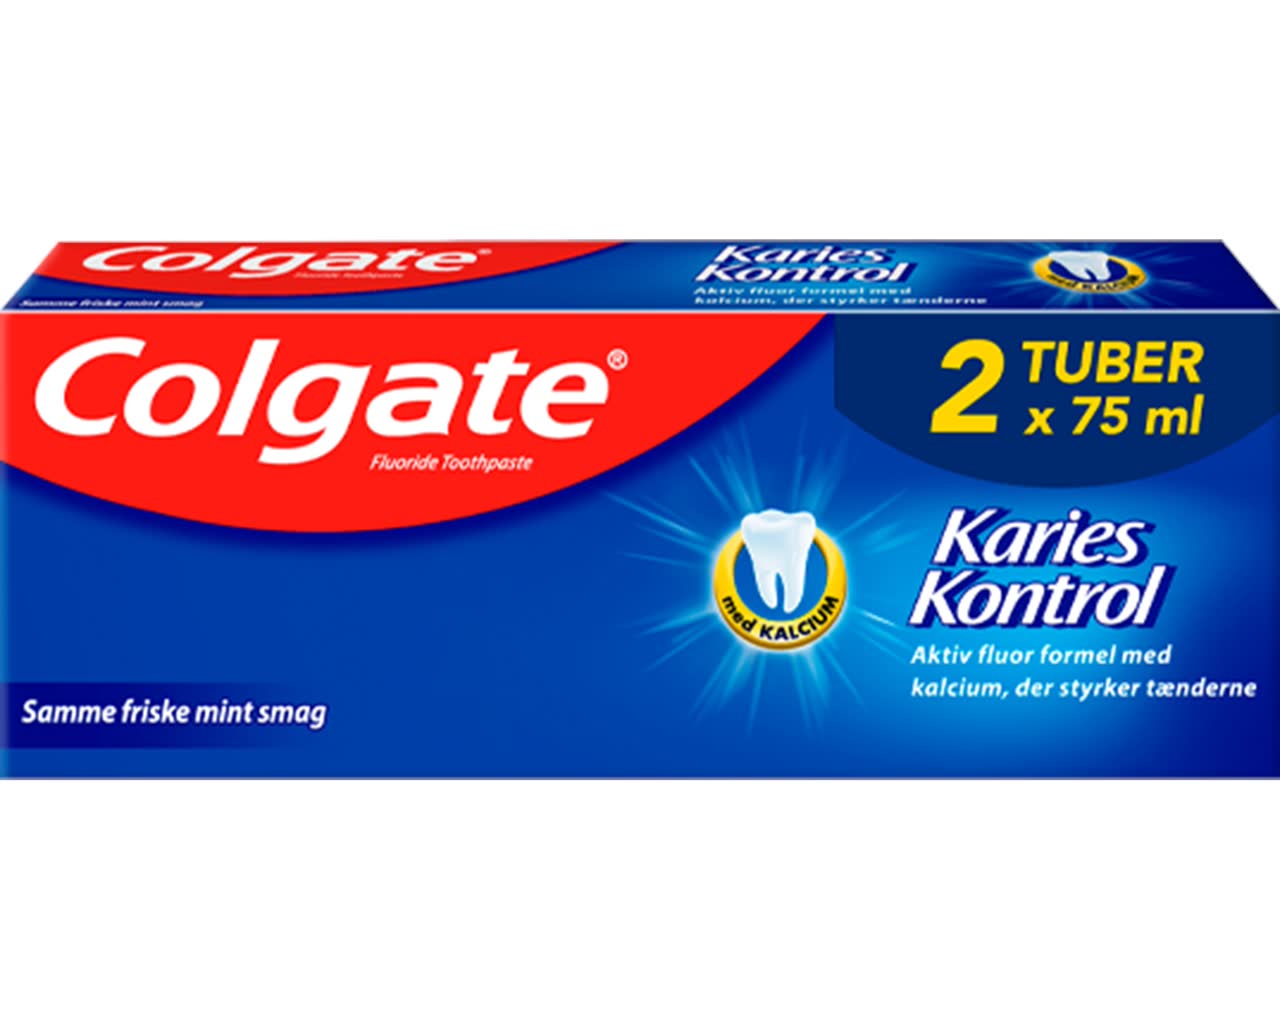 Colgate®
Fluoride Toothpaste
Samme friske mint smag
Karies
Kontrol
Aktiv fluor formel med
kalcium, der styrker tænderne
med KALCIUM
Colgate®
Fluoride Toothpaste
2 TUBER
x 75 ml
med KALCIUM
Karies
Kontrol
Aktiv fluor formel med
kalcium, der styrker tænderne
Samme friske mint smag